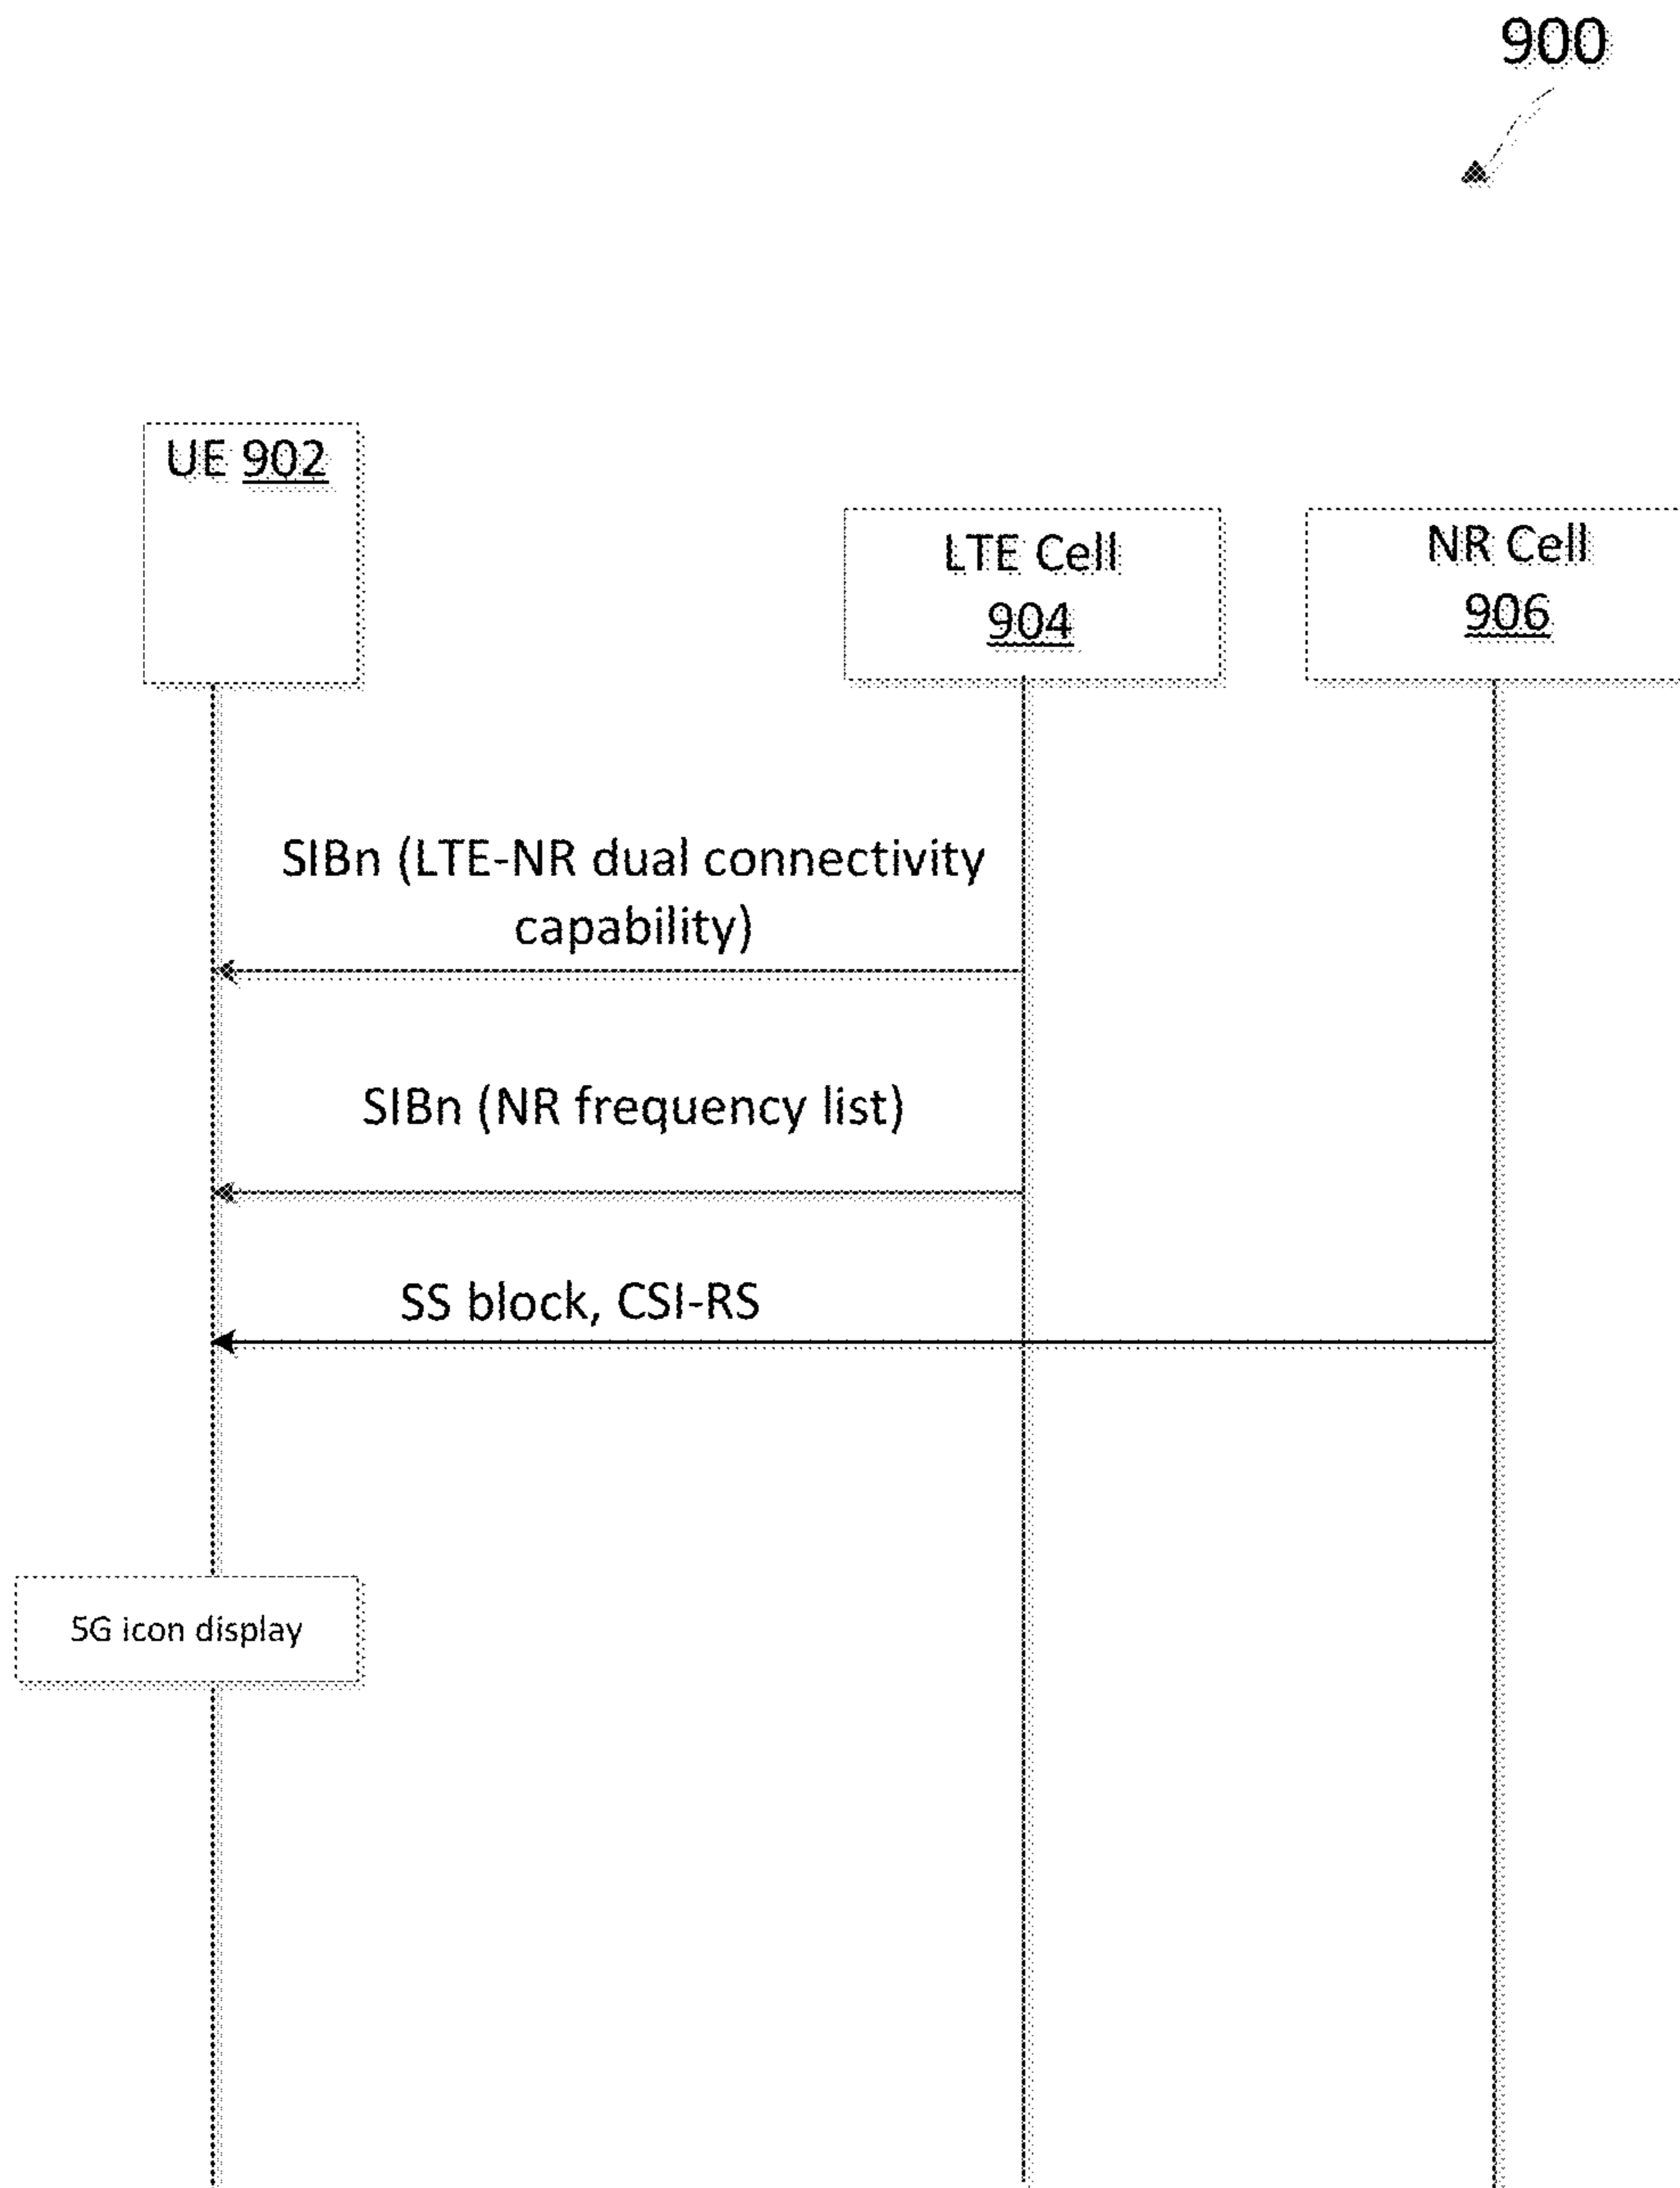 900
UE 902
LTE Cell
904
NR Cell
906
SIBn (LTE-NR dual connectivity
capability)
SIBn (NR frequency list)
SS block, CSI-RS
5G icon display